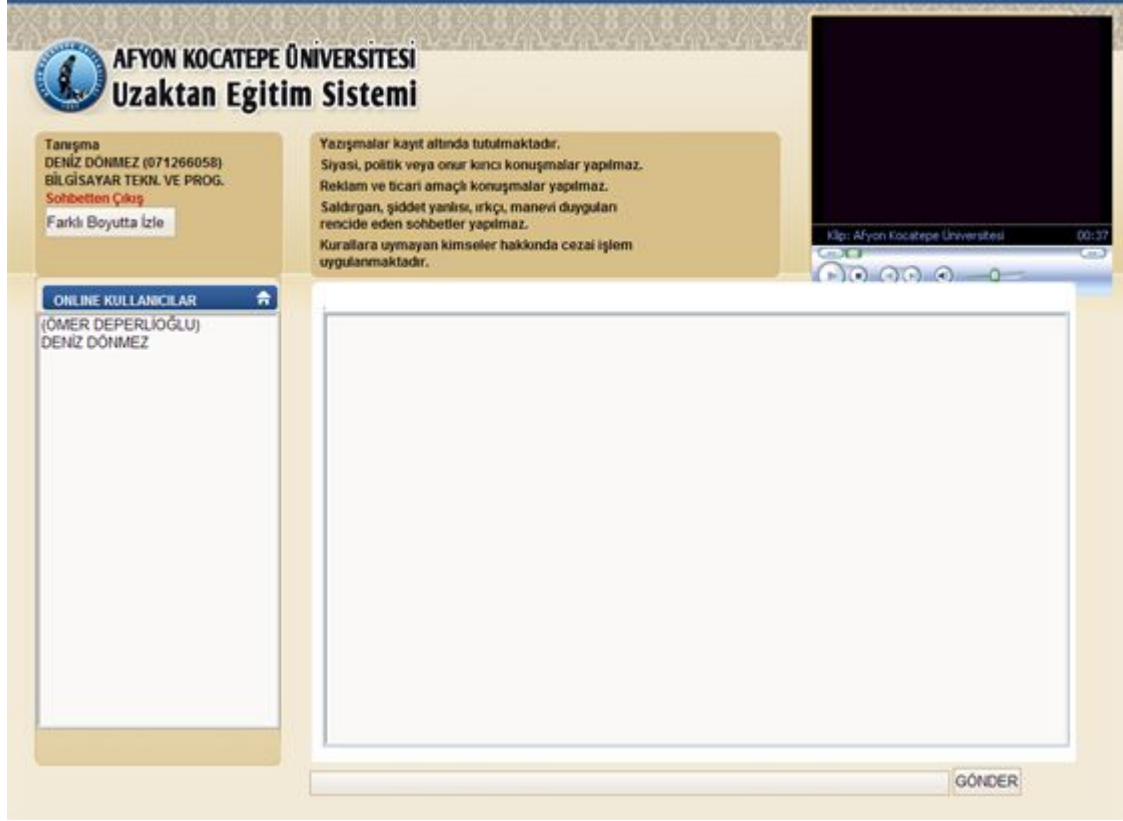 AFYON KOCATEPE ÜNİVERSİTESİ
Uzaktan Eğitim Sistemi
Tanışma
DENİZ DÖNMEZ (071266058)
BİLGİSAYAR TEKN. VE PROG.
Sohbetten Çıkış
Farklı Boyutta İzle
Yazışmalar kayıt altında tutulmaktadır.
Siyasi, politik veya onur kırıcı konuşmalar yapılmaz.
Reklam ve ticari amaçlı konuşmalar yapılmaz.
Saldırgan, şiddet yanlısı, ırkçı, manevi duyguları
rencide eden sohbetler yapılmaz.
Kurallara uymayan kimseler hakkında cezai işlem
uygulanmaktadır.
Klip: Afyon Kocatepe Üniversitesi 00:37
ONLINE KULLANICILAR
(ÖMER DEPERLİOĞLU)
DENİZ DÖNMEZ
GÖNDER